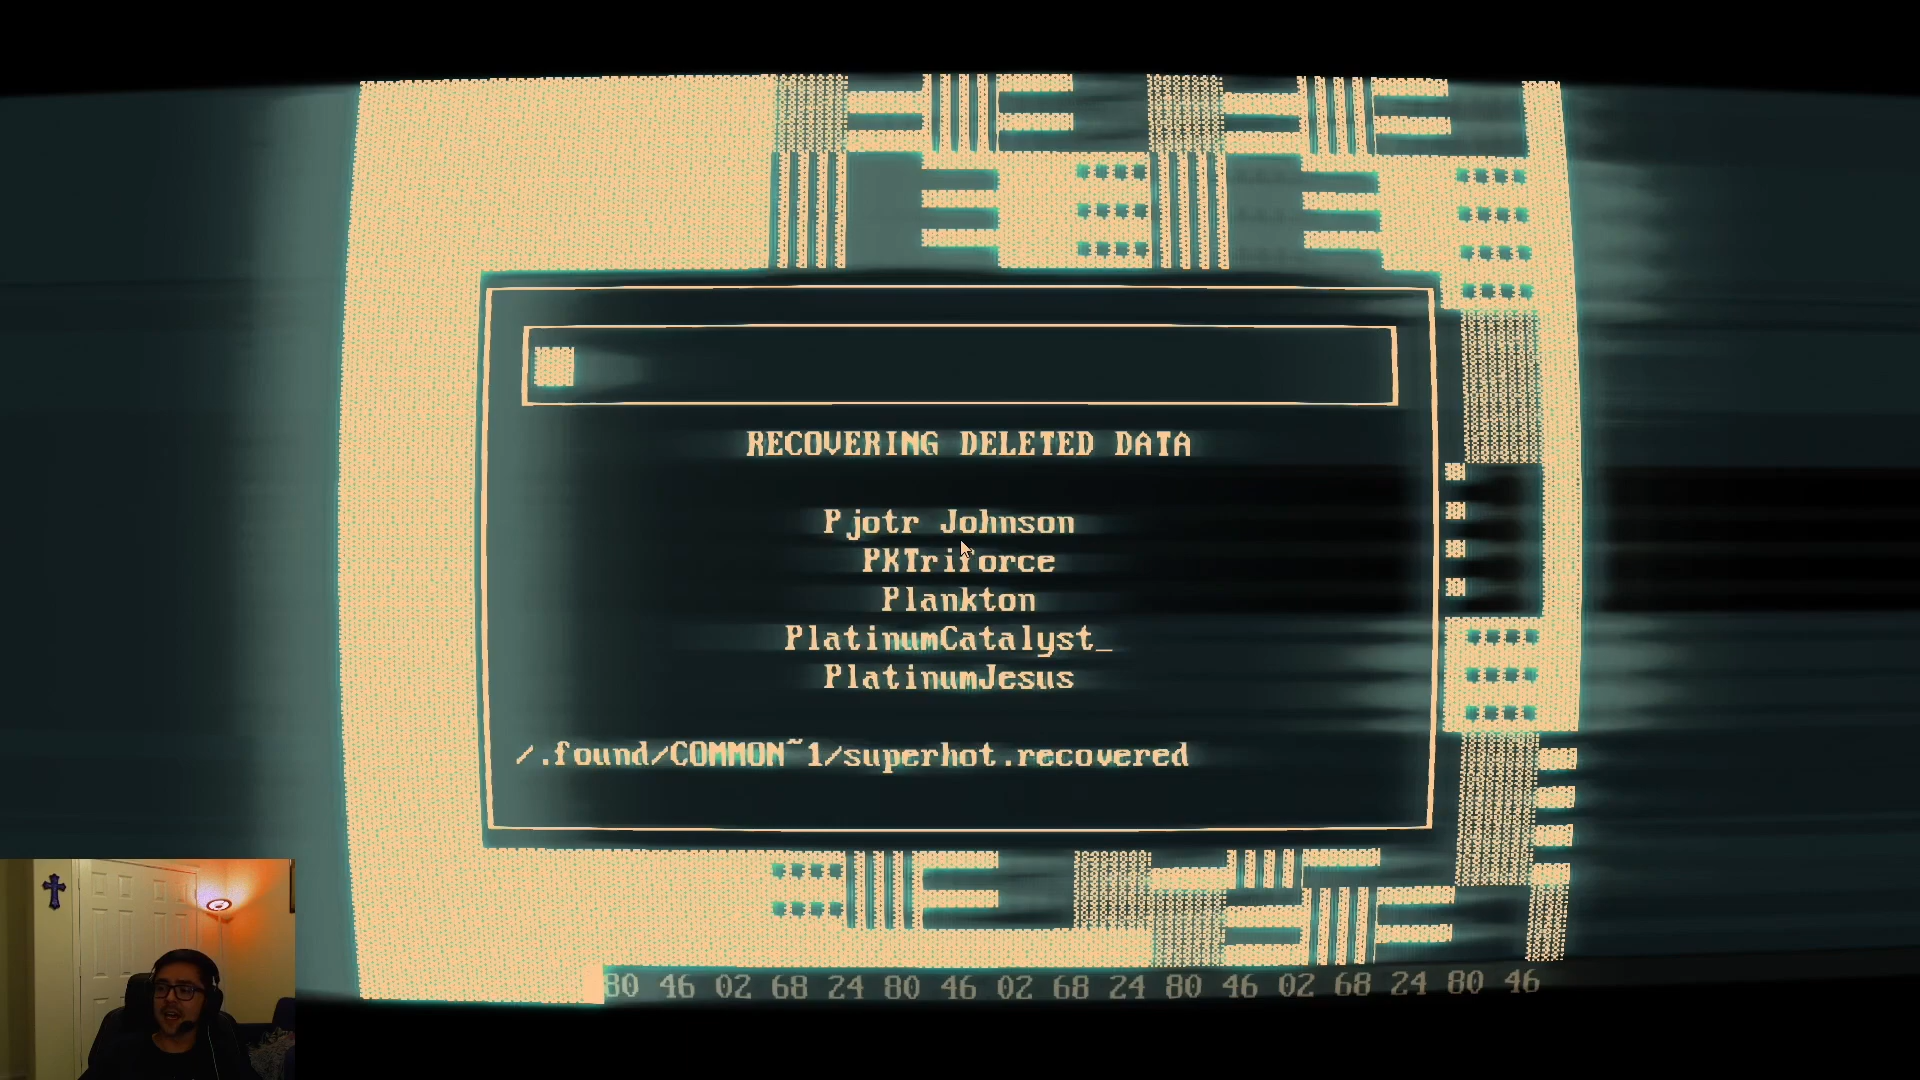 RECOVERING DELETED DATA
Pjotr Johnson
PKTriforce
Plankton
PlatinumCatalyst_
PlatinumJesus
/.found/COMMON~1/superhot.recovered
80 46 02 68 24 80 46 02 68 24 80 46 02 68 24 80 46